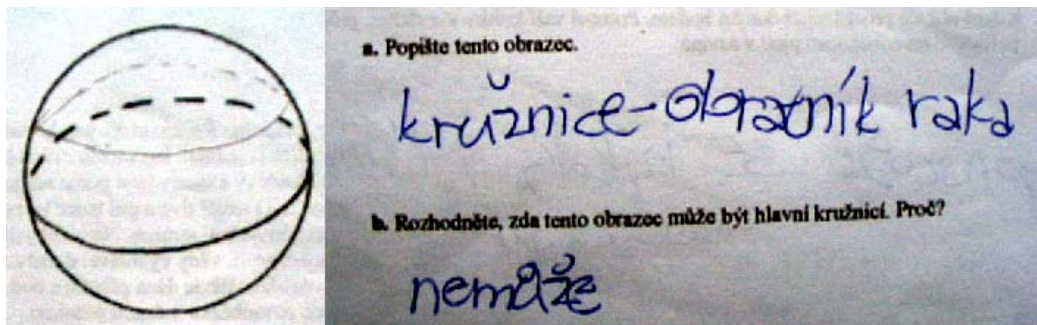 a. Popište tento obrazec.
kružnice - obratník raka
b. Rozhodněte, zda tento obrazec může být hlavní kružnicí. Proč?
nemůže